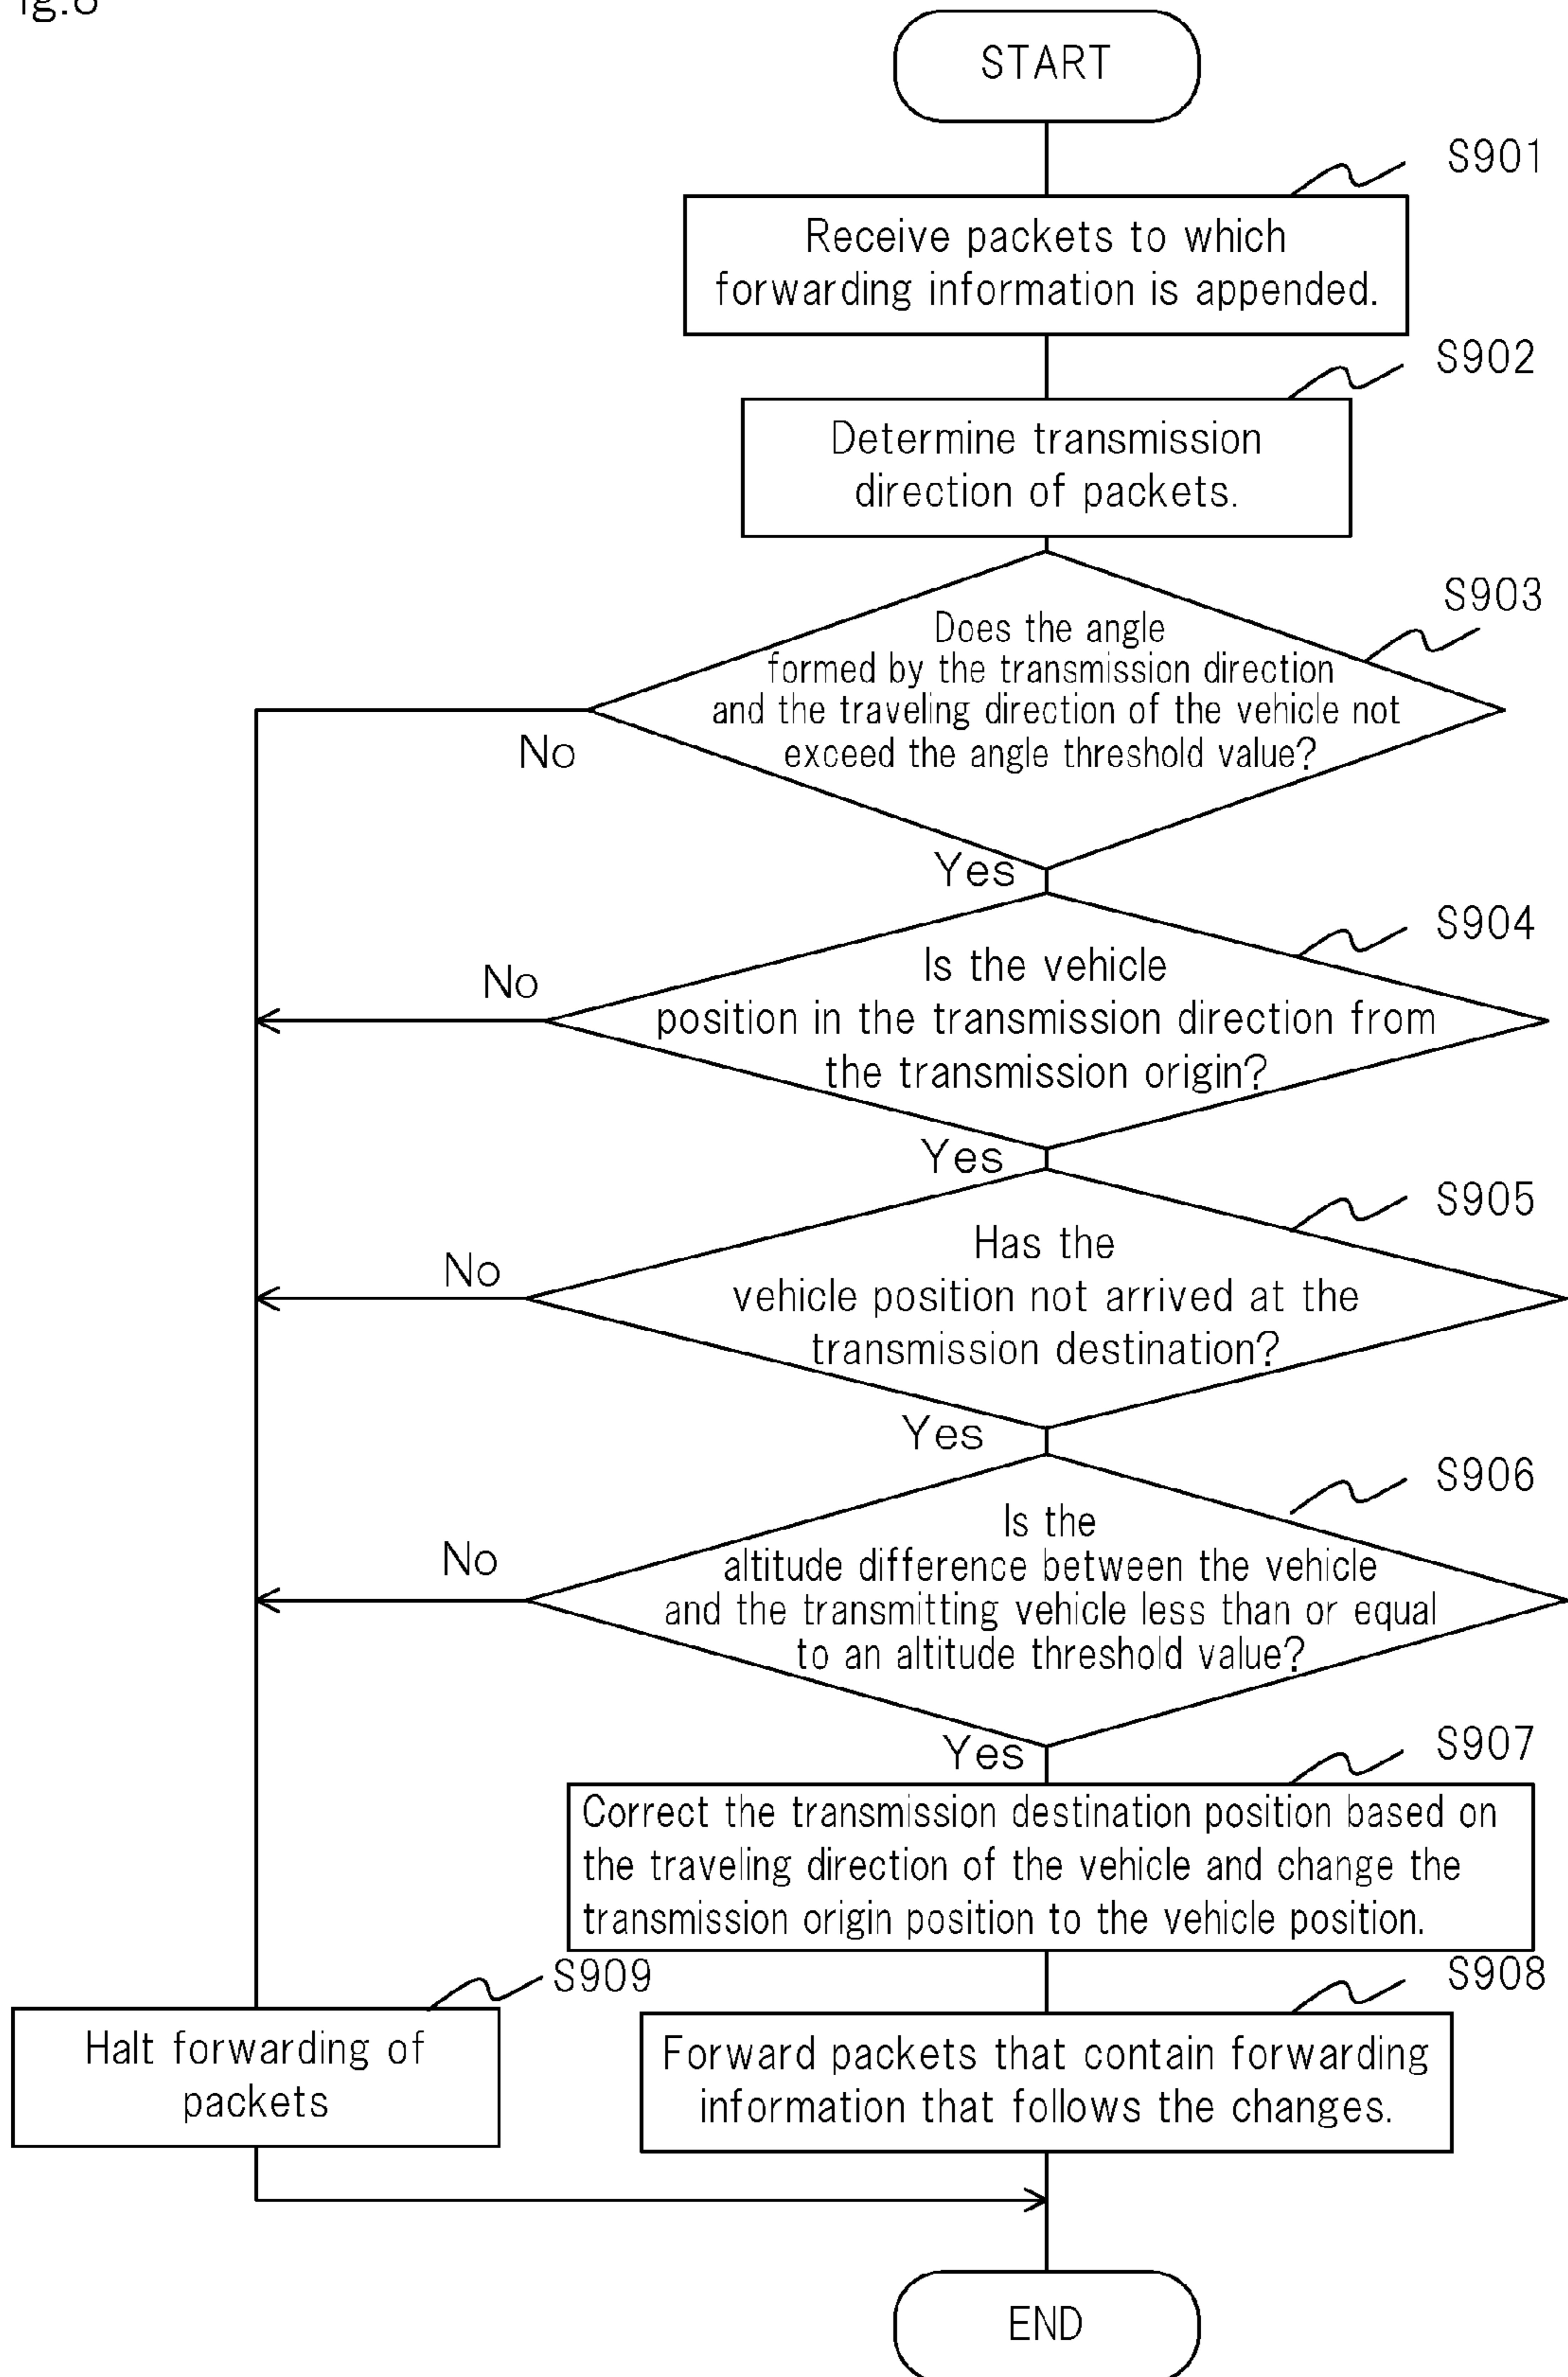 ig.8
START
S901
Receive packets to which
forwarding information is appended.
S902
Determine transmission
direction of packets.
S903
Does the angle
formed by the transmission direction
and the traveling direction of the vehicle not
exceed the angle threshold value?
No
Yes
S904
Is the vehicle
position in the transmission direction from
the transmission origin?
No
Yes
S905
Has the
vehicle position not arrived at the
transmission destination?
No
Yes
S906
Is the
altitude difference between the vehicle
and the transmitting vehicle less than or equal
to an altitude threshold value?
No
Yes
S907
Correct the transmission destination position based on
the traveling direction of the vehicle and change the
transmission origin position to the vehicle position.
S909
Halt forwarding of
packets
S908
Forward packets that contain forwarding
information that follows the changes.
END